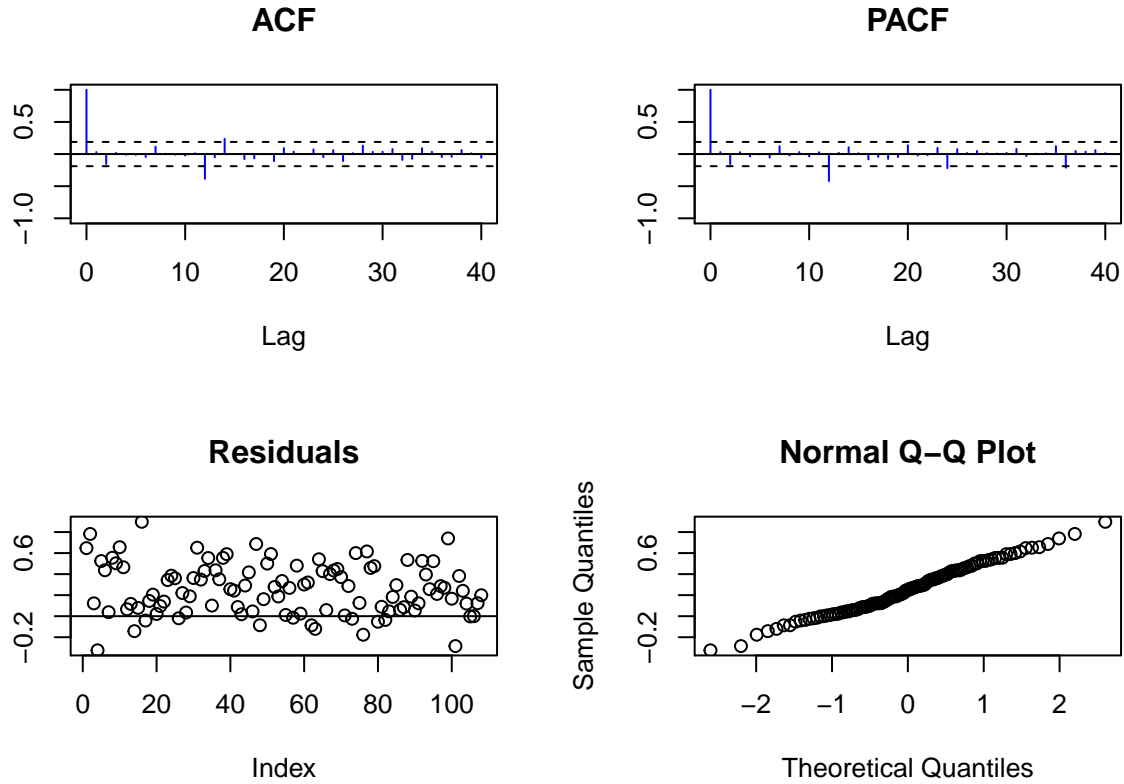 ACF
0.5
−1.0
0 10 20 30 40
Lag
PACF
0.5
−1.0
0 10 20 30 40
Lag
Residuals
0.6
−0.2
0 20 40 60 80 100
Index
Normal Q−Q Plot
Sample Quantiles
0.6
−0.2
−2 −1 0 1 2
Theoretical Quantiles